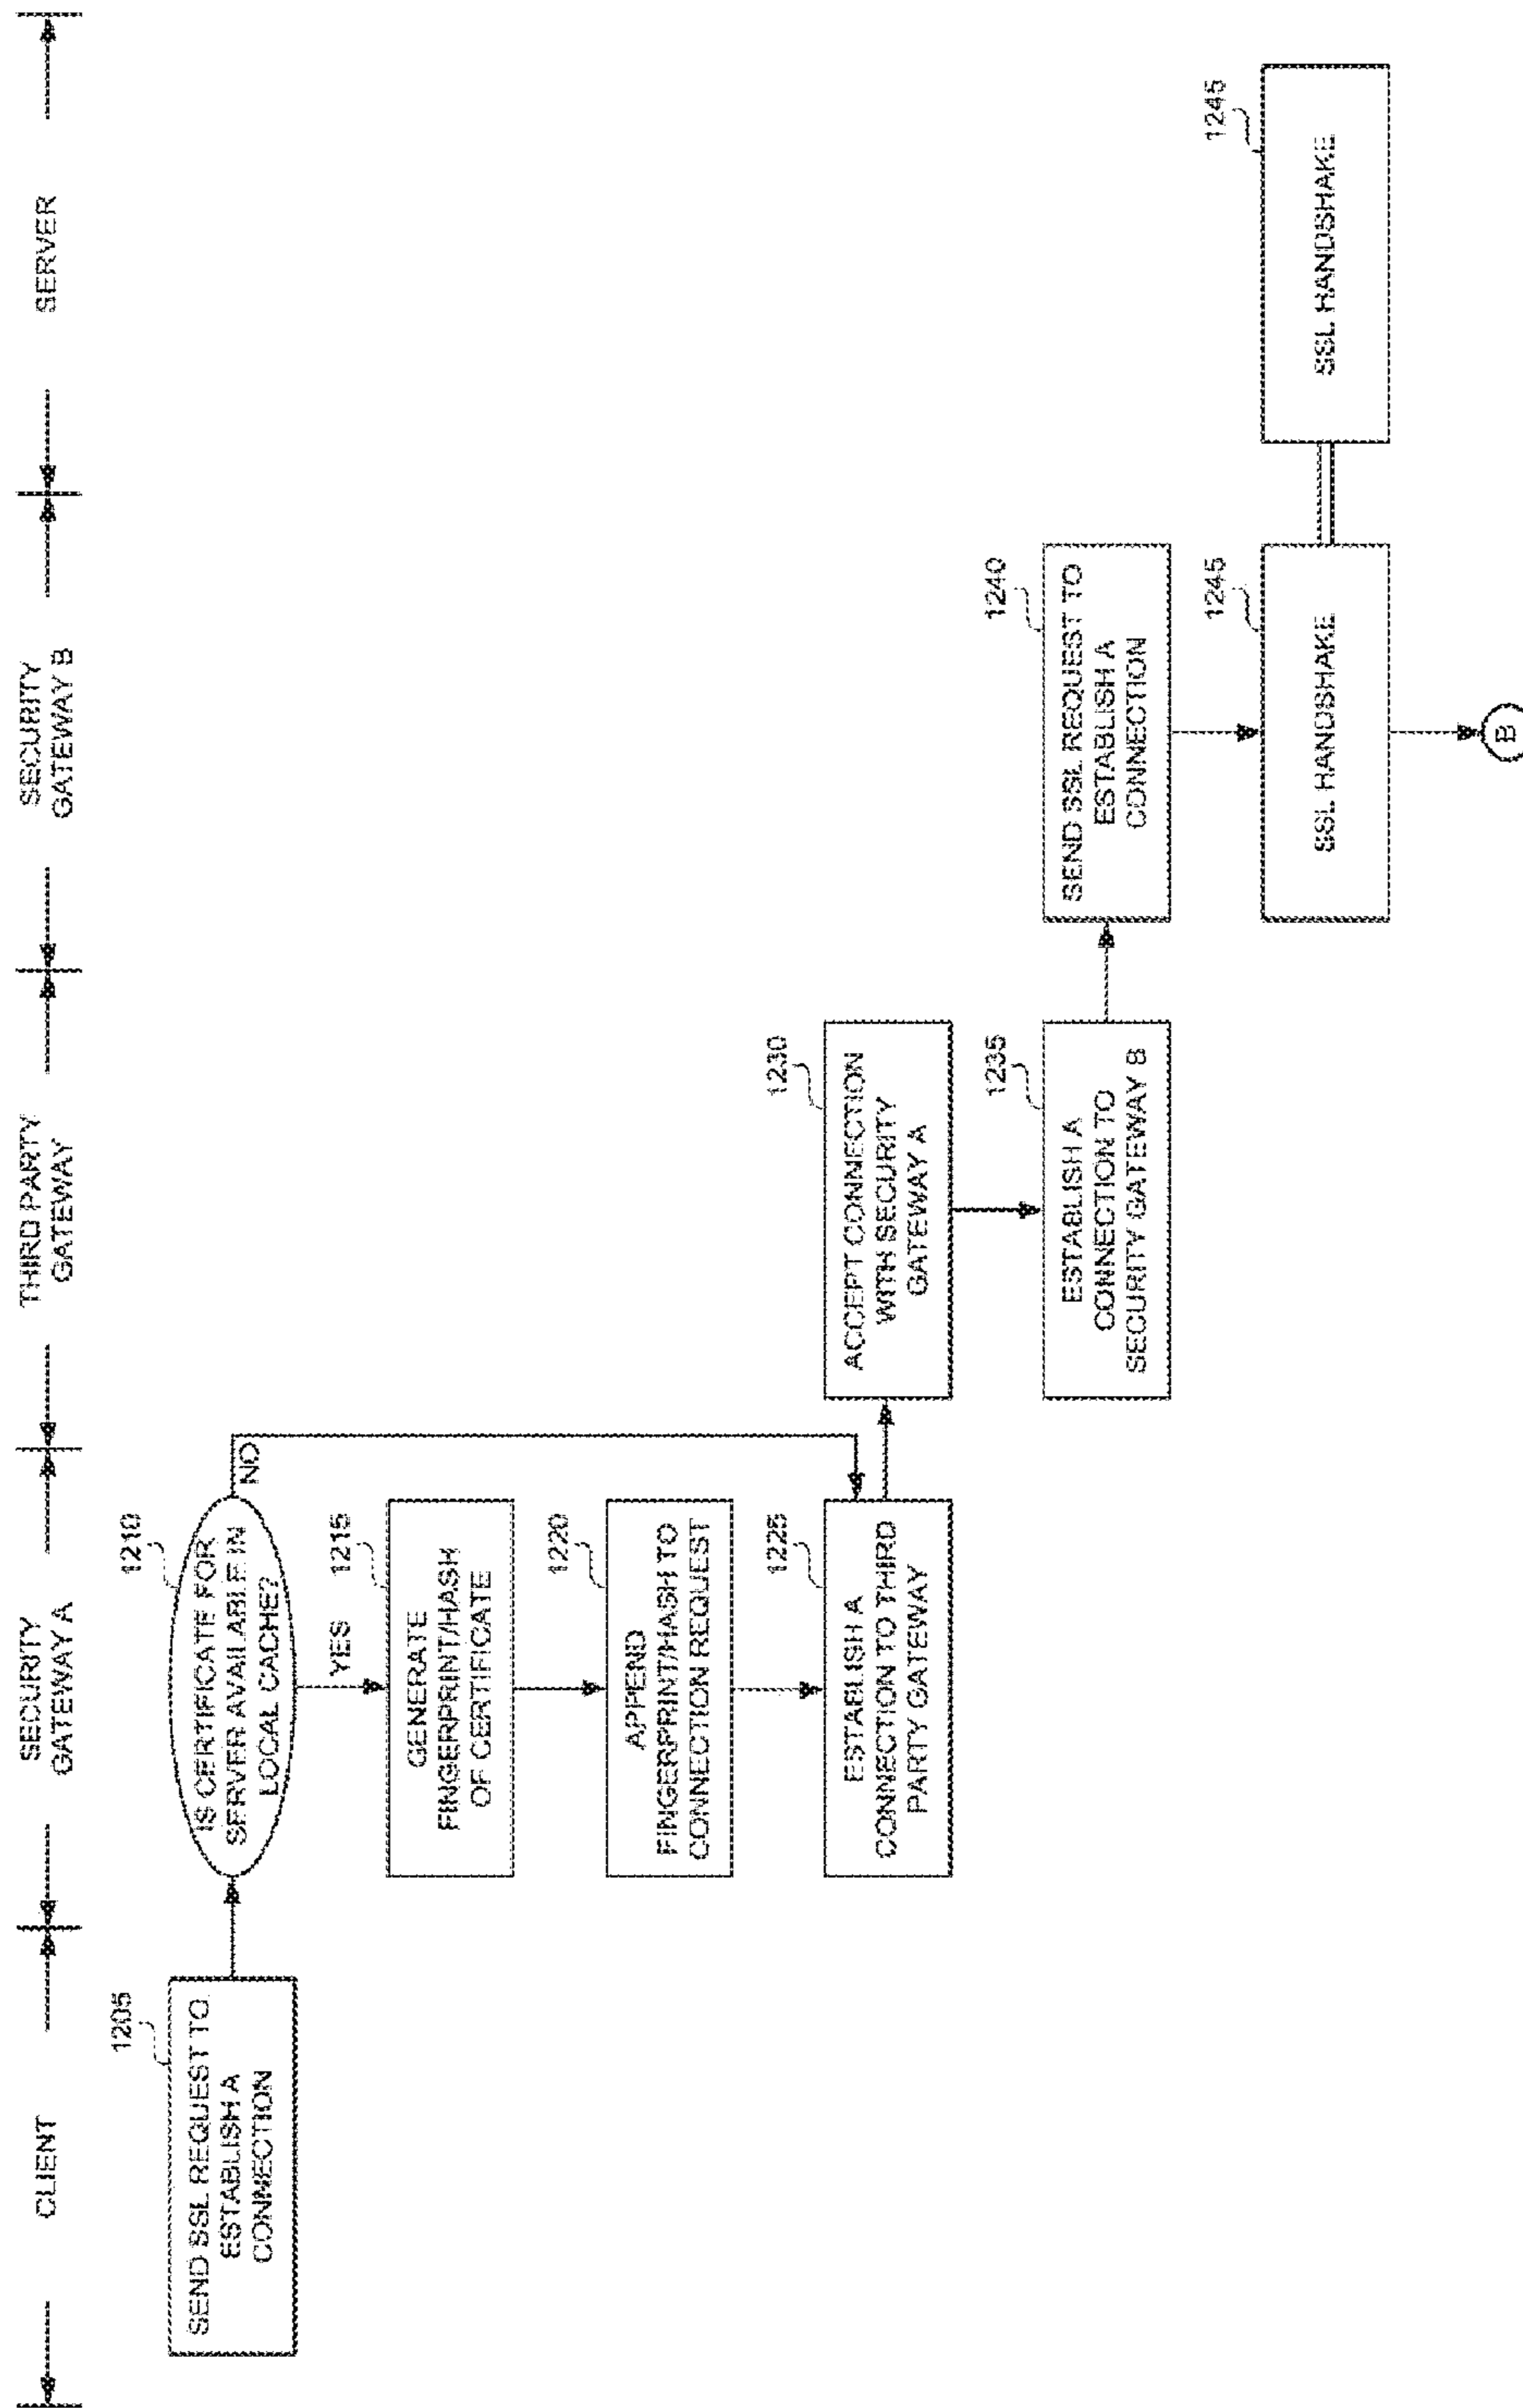 CLIENT
SECURITY
GATEWAY A
THIRD PARTY
GATEWAY
SECURITY
GATEWAY B
SERVER
1205
SEND SSL REQUEST TO
ESTABLISH A
CONNECTION
1210
IS CERTIFICATE FOR
SERVER AVAILABLE IN
LOCAL CACHE?
NO
YES
1215
GENERATE
FINGERPRINT/HASH
OF CERTIFICATE
1220
APPEND
FINGERPRINT/HASH TO
CONNECTION REQUEST
1225
ESTABLISH A
CONNECTION TO THIRD
PARTY GATEWAY
1230
ACCEPT CONNECTION
WITH SECURITY
GATEWAY A
1235
ESTABLISH A
CONNECTION TO
SECURITY GATEWAY B
1240
SEND SSL REQUEST TO
ESTABLISH A
CONNECTION
1245
SSL HANDSHAKE
1245
SSL HANDSHAKE
B